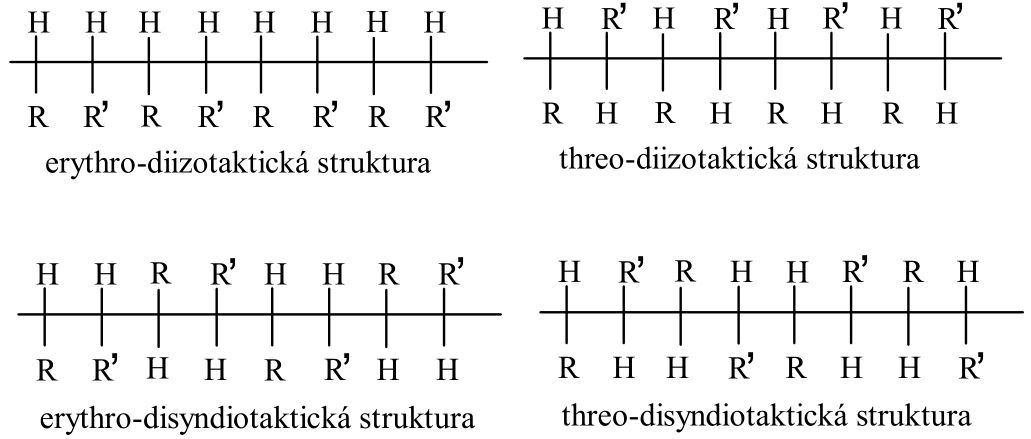 H H H H H H H H
R R’ R R’ R R’ R R’
erythro-diizotaktická struktura
H R’ H R’ H R’ H R’
R H R H R H R H
threo-diizotaktická struktura
H H R R’ H H R R’
R R’ H H R R’ H H
erythro-disyndiotaktická struktura
H R’ R H H R’ R H
R H H R’ R H H R’
threo-disyndiotaktická struktura